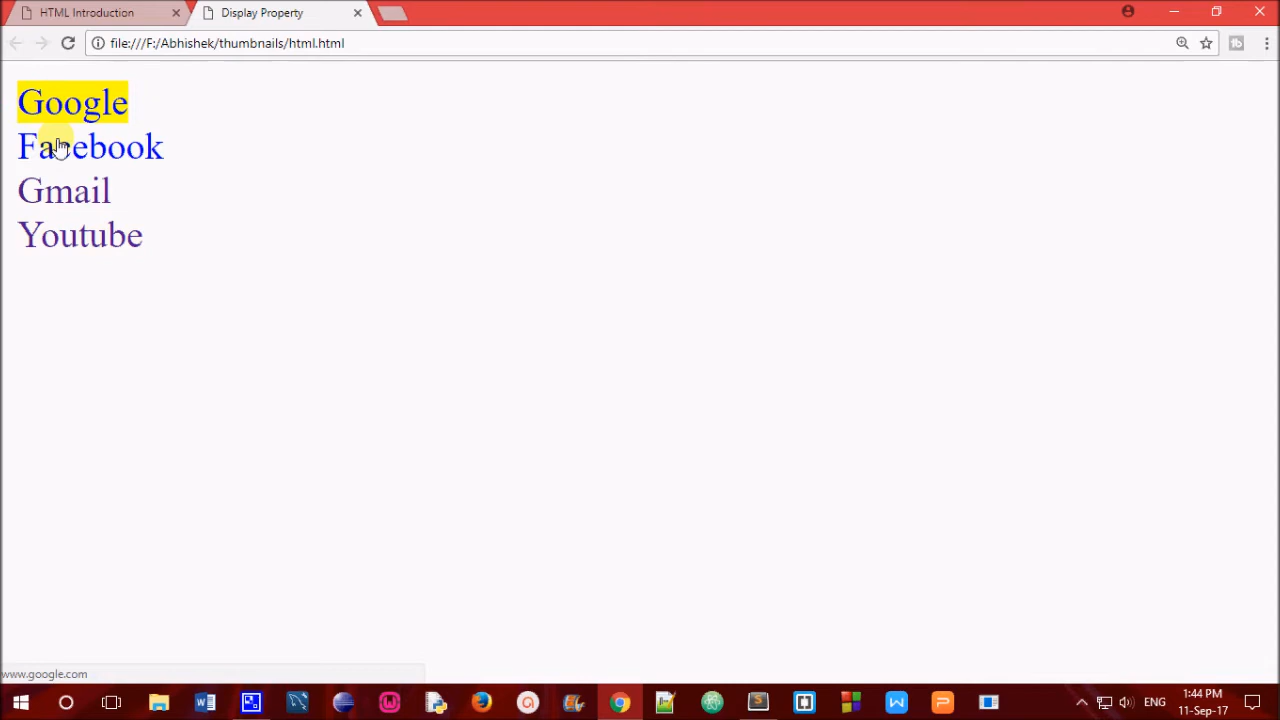 HTML Introduction
Display Property
file:///F:/Abhishek/thumbnails/html.html
Google
Facebook
Gmail
Youtube
www.google.com
ENG
1:44 PM
11-Sep-17